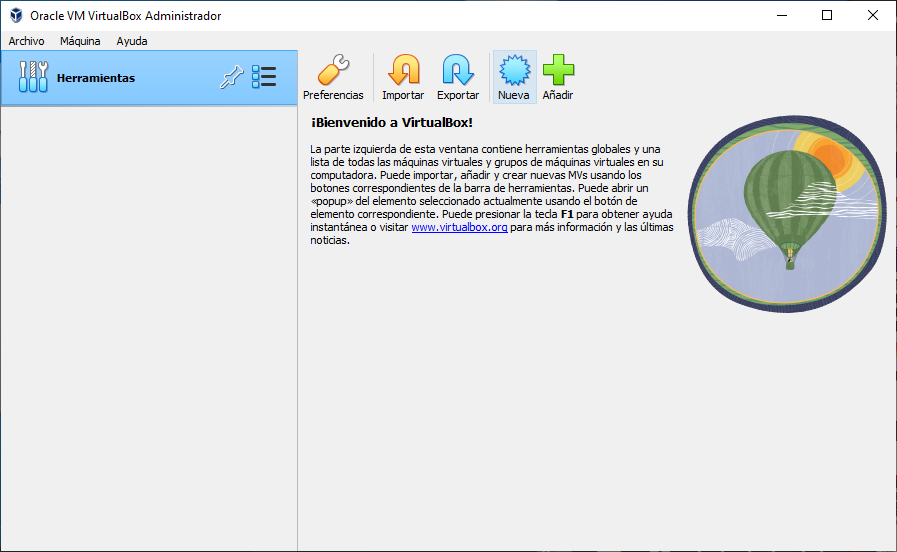 Oracle VM VirtualBox Administrador
Archivo Máquina Ayuda
Herramientas
Preferencias Importar Exportar Nueva Añadir
¡Bienvenido a VirtualBox!
La parte izquierda de esta ventana contiene herramientas globales y una
lista de todas las máquinas virtuales y grupos de máquinas virtuales en su
computadora. Puede importar, añadir y crear nuevas MVs usando los
botones correspondientes de la barra de herramientas. Puede abrir un
«popup» del elemento seleccionado actualmente usando el botón de
elemento correspondiente. Puede presionar la tecla F1 para obtener ayuda
instantánea o visitar www.virtualbox.org para más información y las últimas
noticias.